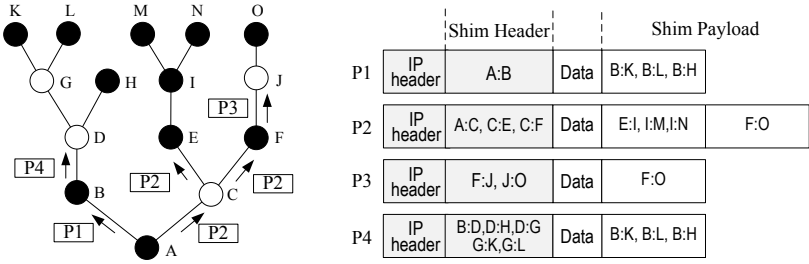 K L M N O
G H I J
P3
D E F
P4 P2 P2
B C
P1 P2
A
Shim Header Shim Payload
P1 IP header A:B Data B:K, B:L, B:H
P2 IP header A:C, C:E, C:F Data E:I, I:M,I:N F:O
P3 IP header F:J, J:O Data F:O
P4 IP header B:D,D:H,D:G G:K,G:L Data B:K, B:L, B:H